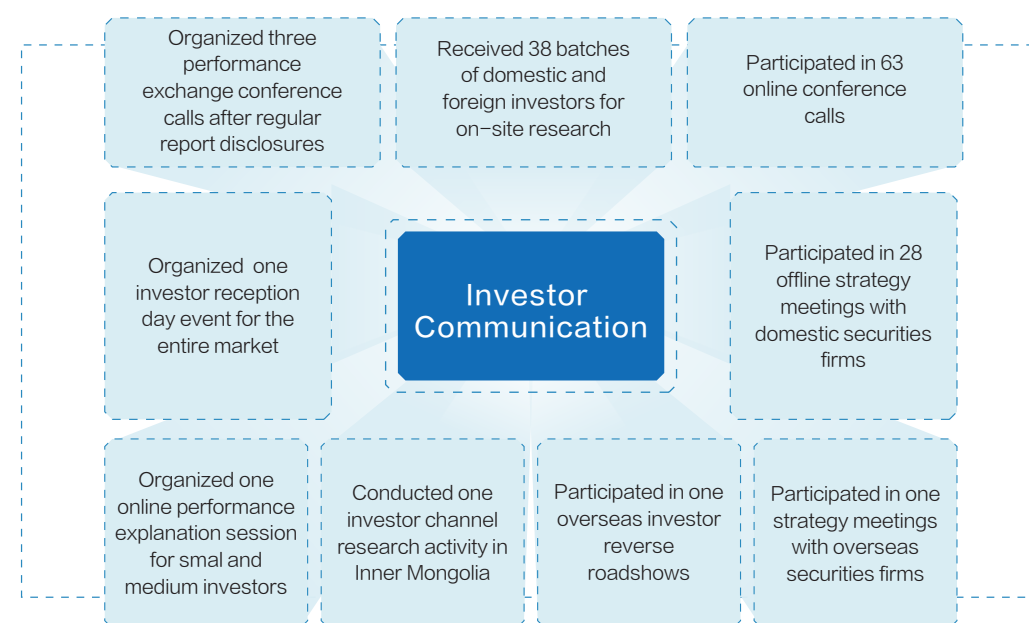 Organized three
performance
exchange conference
calls after regular
report disclosures
Received 38 batches
of domestic and
foreign investors for
on-site research
Participated in 63
online conference
calls
Organized one
investor reception
day event for the
entire market
Investor
Communication
Participated in 28
offline strategy
meetings with
domestic securities
firms
Organized one
online performance
explanation session
for smal and
medium investors
Conducted one
investor channel
research activity in
Inner Mongolia
Participated in one
overseas investor
reverse
roadshows
Participated in one
strategy meetings
with overseas
securities firms